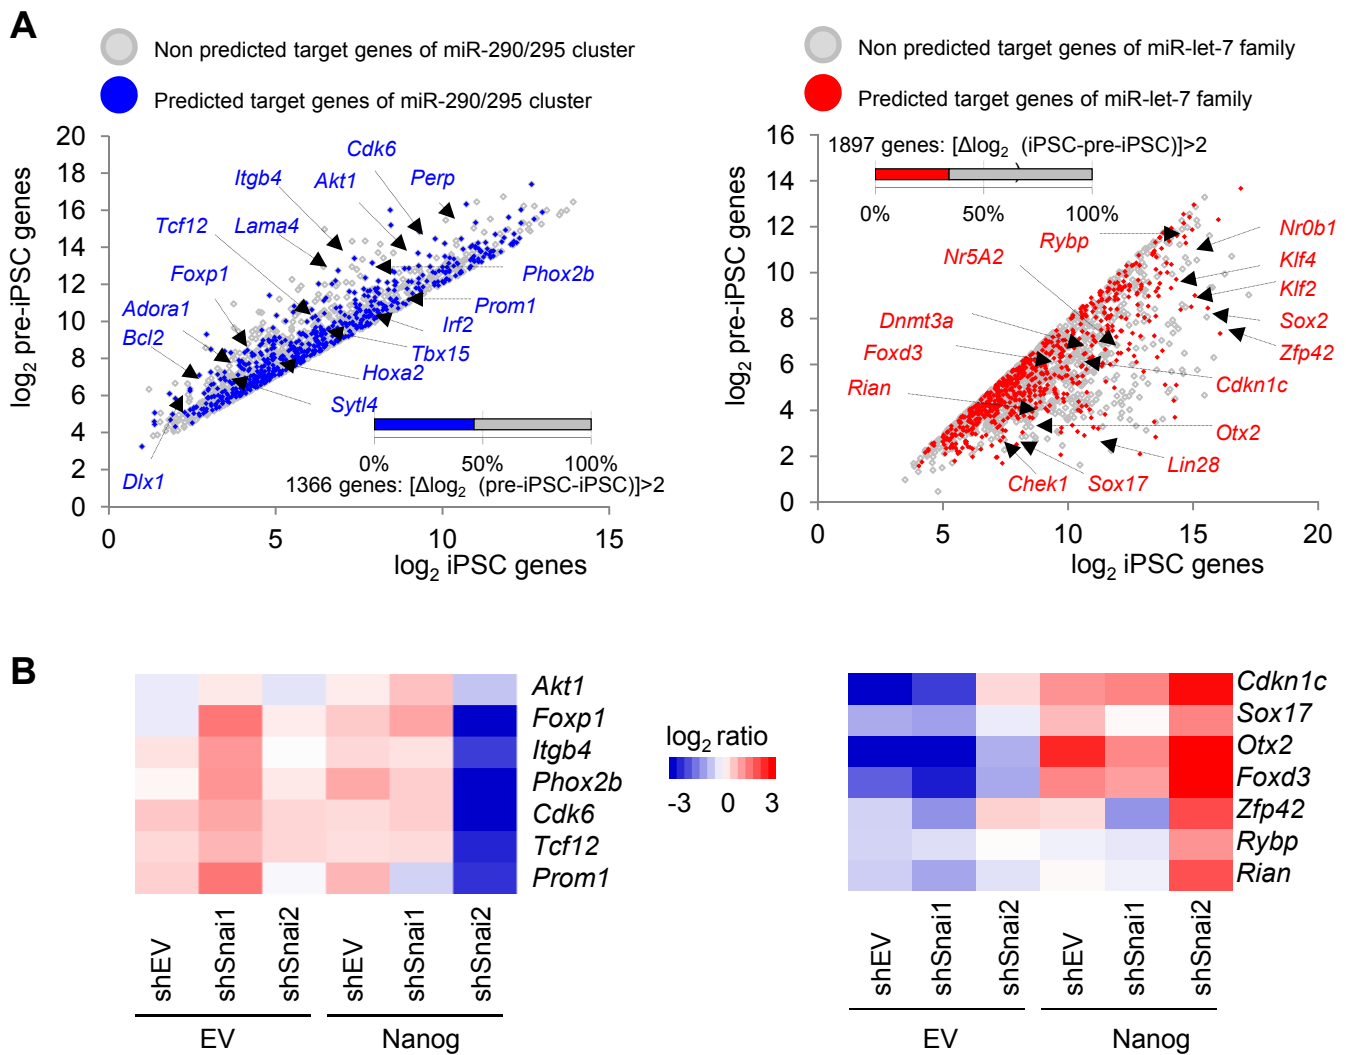 A
Non predicted target genes of miR-290/295 cluster
Predicted target genes of miR-290/295 cluster
log2 pre-iPSC genes
20
18
16
14
12
10
8
6
4
2
0
0
5
10
15
log2 iPSC genes
Cdk6
Itgb4
Akt1
Perp
Tcf12
Lama4
Foxp1
Phox2b
Adora1
Prom1
Bcl2
Irf2
Tbx15
Hoxa2
Sytl4
Dlx1
0%
50%
100%
1366 genes: [Δlog2 (pre-iPSC-iPSC)]>2
Non predicted target genes of miR-let-7 family
Predicted target genes of miR-let-7 family
log2 pre-iPSC genes
16
14
12
10
8
6
4
2
0
0
5
10
15
20
log2 iPSC genes
1897 genes: [Δlog2 (iPSC-pre-iPSC)]>2
0%
50%
100%
Rybp
Nr0b1
Nr5A2
Klf4
Klf2
Dnmt3a
Sox2
Foxd3
Zfp42
Rian
Cdkn1c
Otx2
Lin28
Chek1
Sox17
B
Akt1
Foxp1
Itgb4
Phox2b
Cdk6
Tcf12
Prom1
shEV
shSnai1
shSnai2
shEV
shSnai1
shSnai2
EV
Nanog
log2 ratio
-3
0
3
Cdkn1c
Sox17
Otx2
Foxd3
Zfp42
Rybp
Rian
shEV
shSnai1
shSnai2
shEV
shSnai1
shSnai2
EV
Nanog